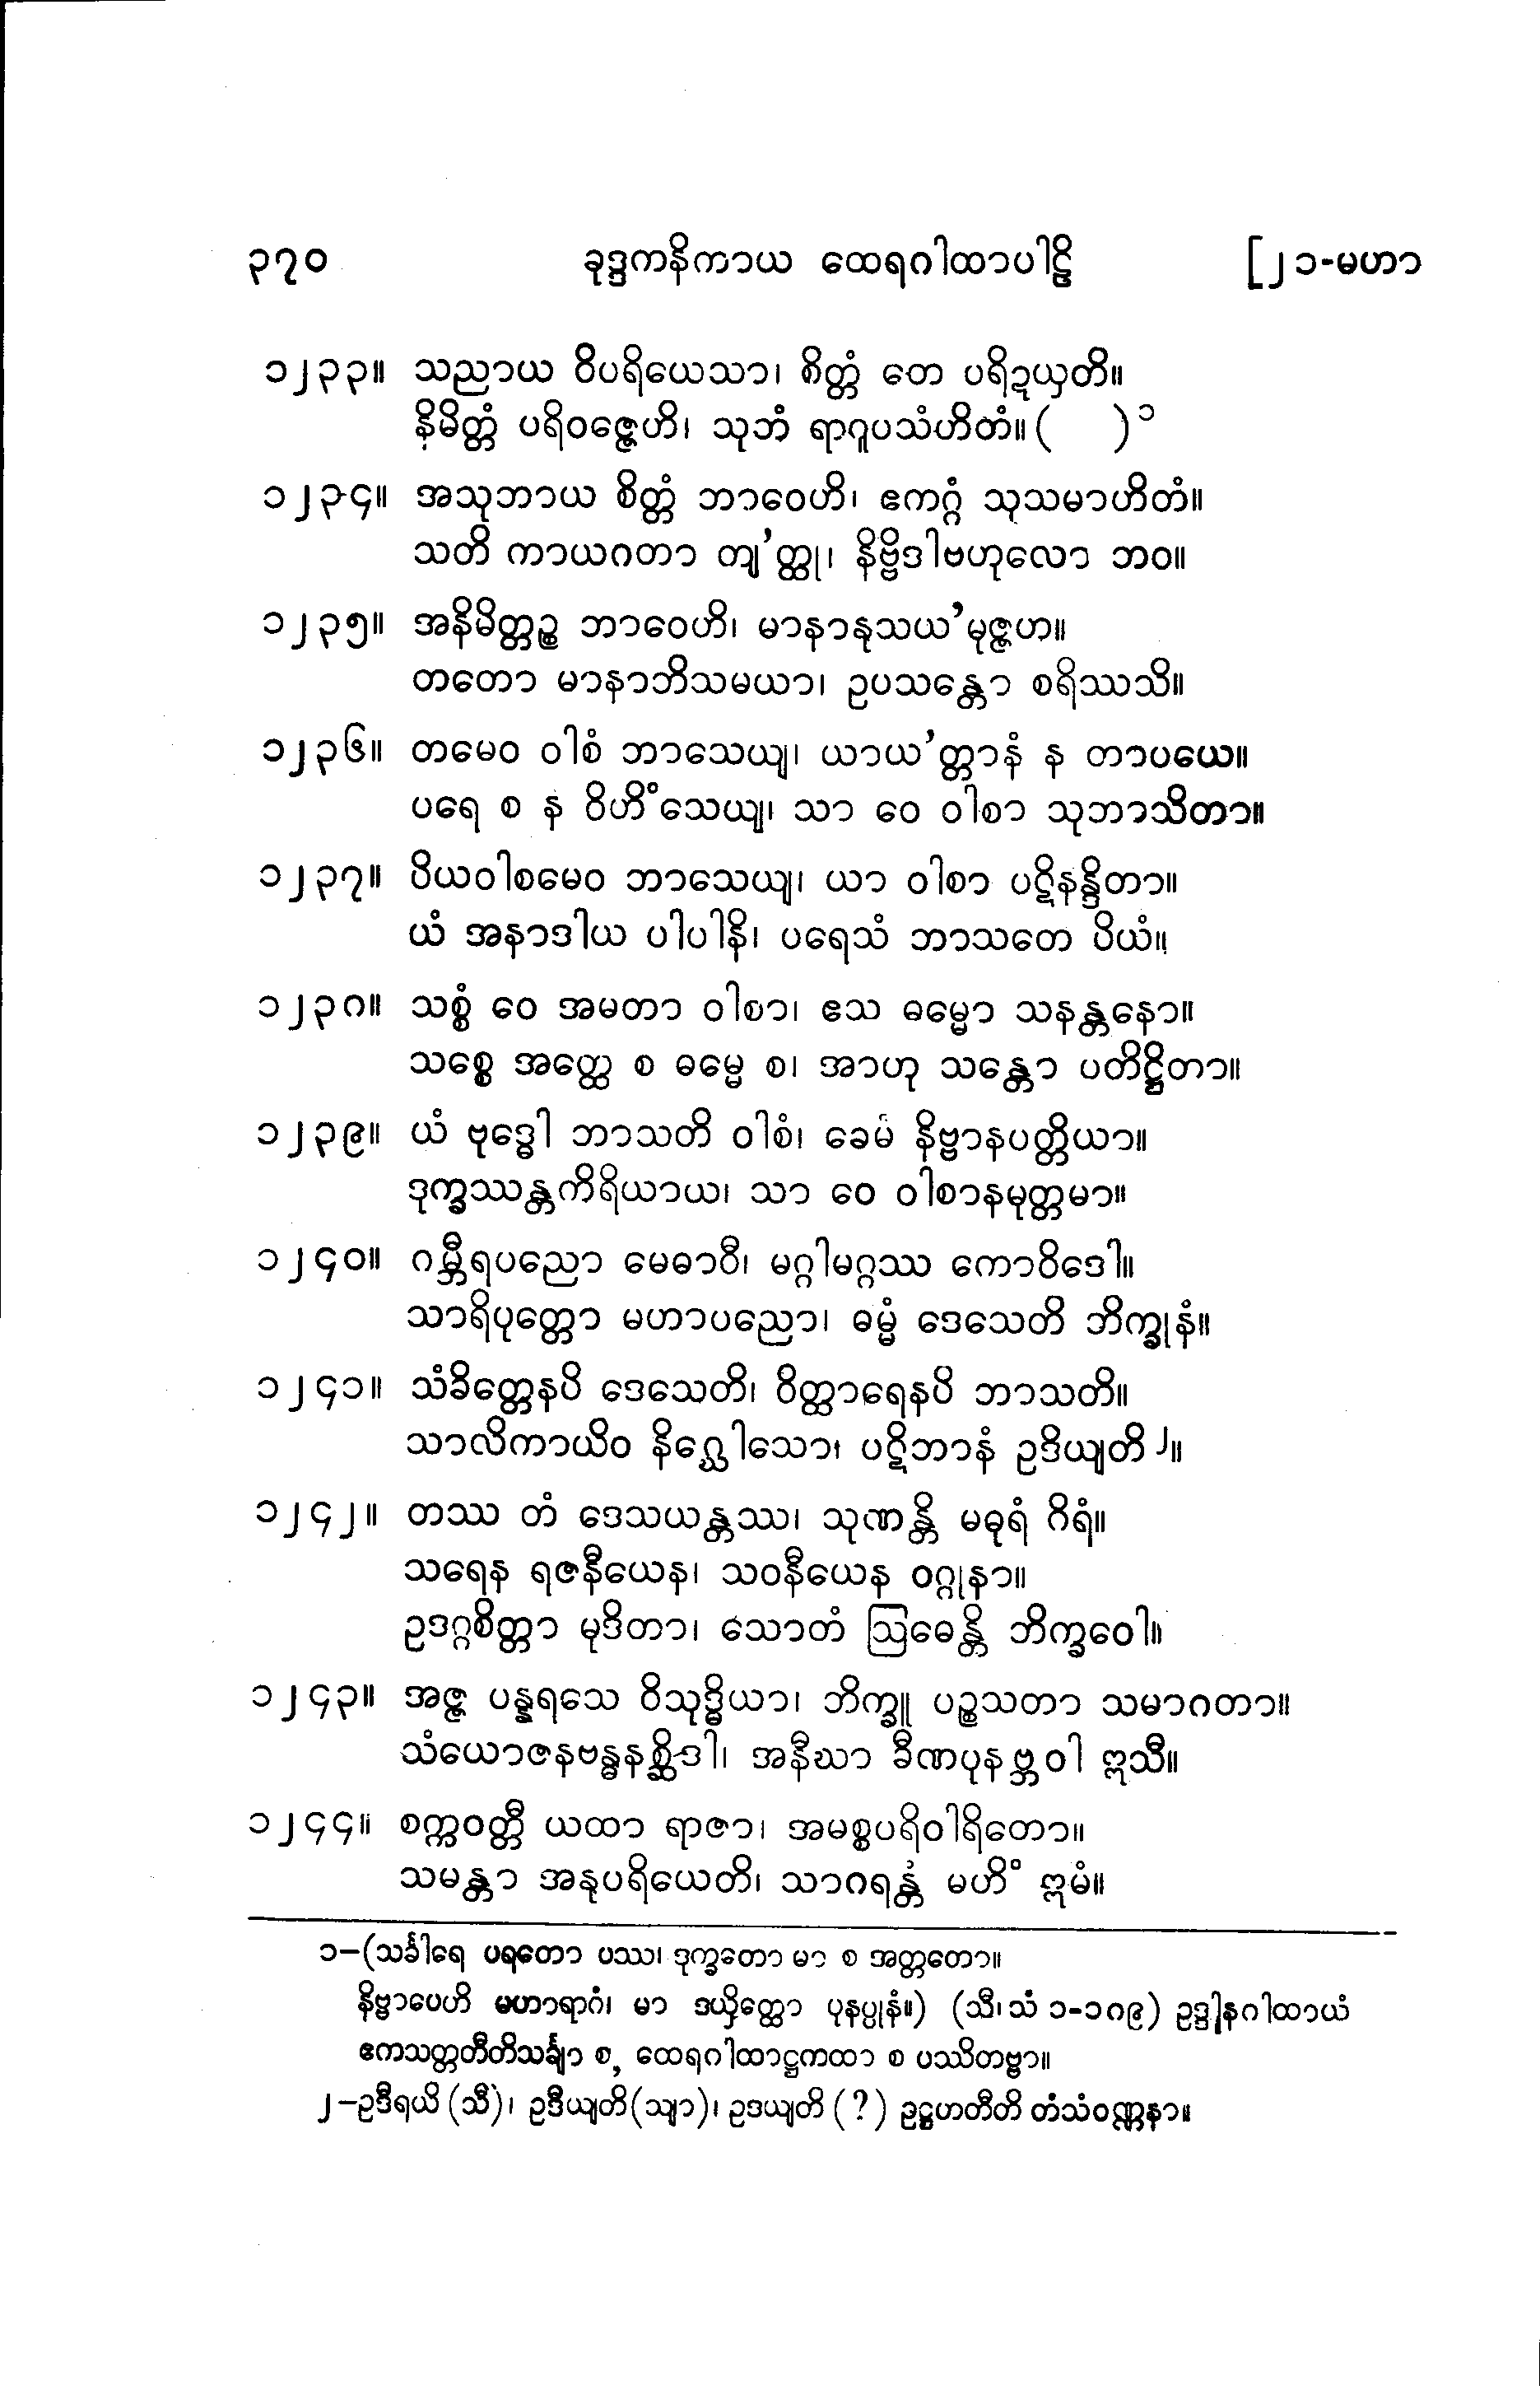 ၃၇၀ ခုဒ္ဒကနိကာယ ထေရဂါထာပါဠိ [၂၁-မဟာ
၁၂၃၃။ သညာယ ဝိပရိယေသာ၊ စိတ္တံ တေ ပရိဍယှတိ။
နိမိတ္တံ ပရိဝဇ္ဇေဟိ၊ သုဘံ ရာဂူပသံဟိတံ။ ( )၁
၁၂၃၄။ အသုဘာယ စိတ္တံ ဘာဝေဟိ၊ ဧကဂ္ဂံ သုသမာဟိတံ။
သတိ ကာယဂတာ တျ’တ္ထု၊ နိဗ္ဗိဒါဗဟုလော ဘဝ။
၁၂၃၅။ အနိမိတ္တဉ္စ ဘာဝေဟိ၊ မာနာနုသယ’မုဇ္ဇဟ။
တတော မာနာဘိသမယာ၊ ဥပသန္တော စရိဿသိ။
၁၂၃၆။ တမေဝ ဝါစံ ဘာသေယျ၊ ယာယ’တ္တာနံ န တာပယေ။
ပရေ စ န ဝိဟိံသေယျ၊ သာ ဝေ ဝါစာ သုဘာသိတာ။
၁၂၃၇။ ပိယဝါစမေဝ ဘာသေယျ၊ ယာ ဝါစာ ပဋိနန္ဒိတာ။
ယံ အနာဒါယ ပါပါနိ၊ ပရေသံ ဘာသတေ ပိယံ။
၁၂၃၈။ သစ္စံ ဝေ အမတာ ဝါစာ၊ ဧသ ဓမ္မော သနန္တနော။
သစ္စေ အတ္ထေ စ ဓမ္မေ စ၊ အာဟု သန္တော ပတိဋ္ဌိတာ။
၁၂၃၉။ ယံ ဗုဒ္ဓေါ ဘာသတိ ဝါစံ၊ ခေမံ နိဗ္ဗာနပတ္တိယာ။
ဒုက္ခဿန္တကိရိယာယ၊ သာ ဝေ ဝါစာနမုတ္တမာ။
၁၂၄၀။ ဂမ္ဘီရပညော မေဓာဝီ၊ မဂ္ဂါမဂ္ဂဿ ကောဝိဒေါ။
သာရိပုတ္တော မဟာပညော၊ ဓမ္မံ ဒေသေတိ ဘိက္ခုနံ။
၁၂၄၁။ သံခိတ္တေနပိ ဒေသေတိ၊ ဝိတ္ထာရေနပိ ဘာသတိ။
သာလိကာယိဝ နိဂ္ဃေါသော၊ ပဋိဘာနံ ဥဒိယျတိ၂။
၁၂၄၂။ တဿ တံ ဒေသယန္တဿ၊ သုဏန္တိ မဓုရံ ဂိရံ။
သရေန ရဇနီယေန၊ သဝနီယေန ဝဂ္ဂုနာ။
ဥဒဂ္ဂစိတ္တာ မုဒိတာ၊ သောတံ ဩဓေန္တိ ဘိက္ခဝေါ။
၁၂၄၃။ အဇ္ဇ ပန္နရသေ ဝိသုဒ္ဓိယာ၊ ဘိက္ခူ ပဉ္စသတာ သမာဂတာ။
သံယောဇနဗန္ဓနစ္ဆိဒါ၊ အနီဃာ ခီဏပုနဗ္ဘဝါ ဣသီ။
၁၂၄၄။ စက္ကဝတ္တီ ယထာ ရာဇာ၊ အမစ္စပရိဝါရိတော။
သမန္တာ အနုပရိယေတိ၊ သာဂရန္တံ မဟိံ ဣမံ။
၁–(သင်္ခါရေ ပရတော ပဿ၊ ဒုက္ခတော မာ စ အတ္တတော။
နိဗ္ဗာပေဟိ မဟာရာဂံ၊ မာ ဒယှိတ္ထော ပုနပ္ပုနံ။) (သီ၊ သံ ၁-၁၈၉) ဥဒ္ဒါနဂါထာယံ
ဧကသတ္တတီတိသင်္ချာ စ, ထေရဂါထာဋ္ဌကထာ စ ပဿိတဗ္ဗာ။
၂–ဥဒီရယိ (သီ)၊ ဥဒီယျတိ(သျာ)၊ ဥဒယျတိ (?) ဥဋ္ဌဟတီတိ တံသံဝဏ္ဏနာ။